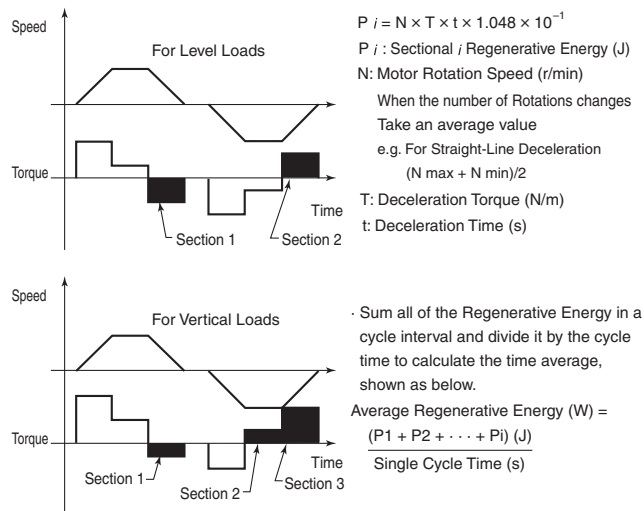 Speed
For Level Loads
Torque
Time
Section 1
Section 2
P i = N × T × t × 1.048 × 10⁻¹
P i : Sectional i Regenerative Energy (J)
N: Motor Rotation Speed (r/min)
When the number of Rotations changes
Take an average value
e.g. For Straight-Line Deceleration
(N max + N min)/2
T: Deceleration Torque (N/m)
t: Deceleration Time (s)
Speed
For Vertical Loads
Torque
Time
Section 1
Section 2
Section 3
· Sum all of the Regenerative Energy in a
cycle interval and divide it by the cycle
time to calculate the time average,
shown as below.
Average Regenerative Energy (W) =
(P1 + P2 + · · · + Pi) (J)
Single Cycle Time (s)